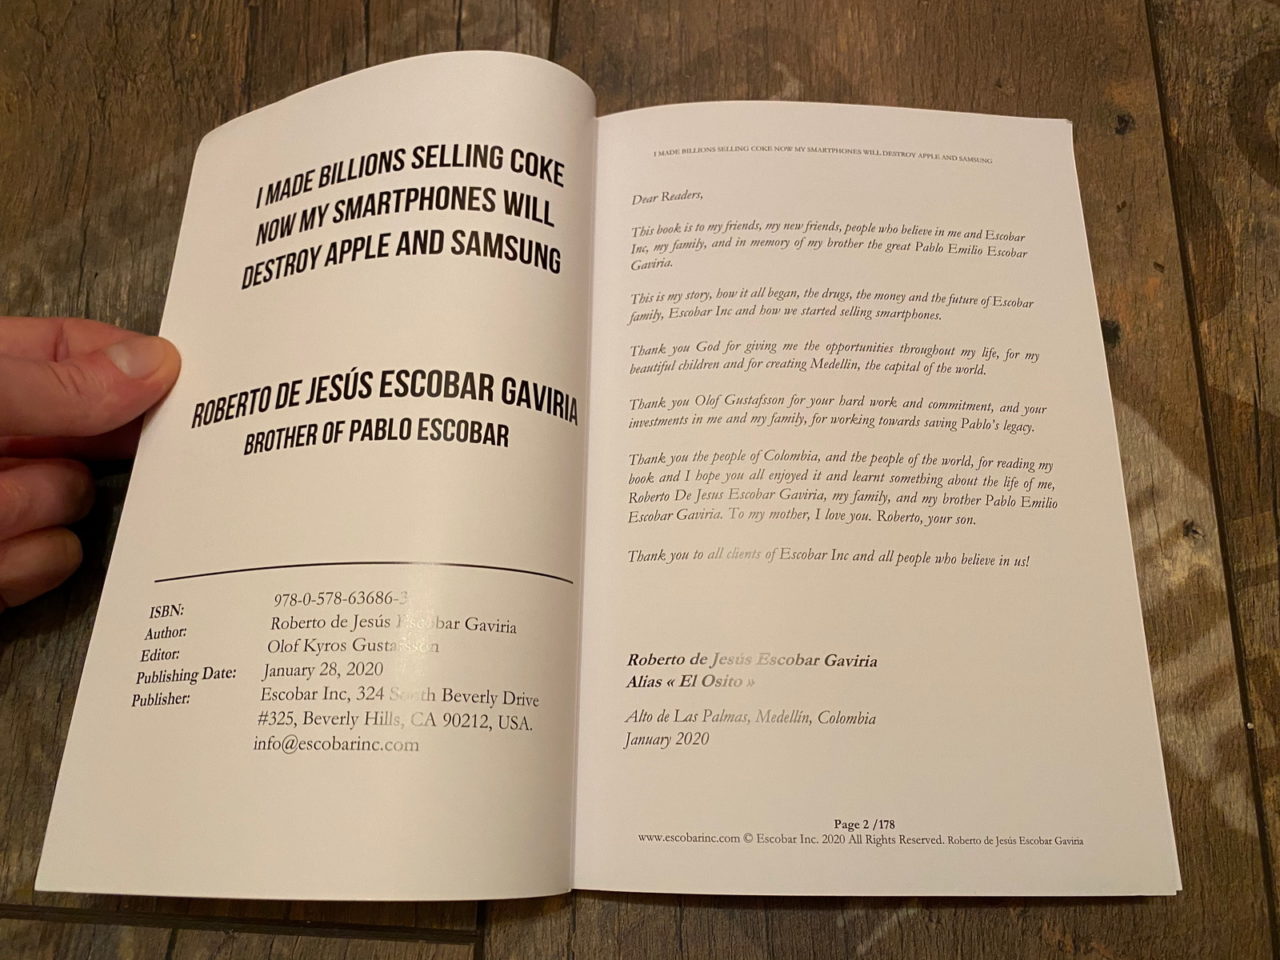 I MADE BILLIONS SELLING COKE
NOW MY SMARTPHONES WILL
DESTROY APPLE AND SAMSUNG
ROBERTO DE JESÚS ESCOBAR GAVIRIA
BROTHER OF PABLO ESCOBAR
ISBN: 978-0-578-63686-3
Author: Roberto de Jesús Escobar Gaviria
Editor: Olof Kyros Gustafsson
Publishing Date: January 28, 2020
Publisher: Escobar Inc, 324 South Beverly Drive
#325, Beverly Hills, CA 90212, USA.
info@escobarinc.com
I MADE BILLIONS SELLING COKE NOW MY SMARTPHONES WILL DESTROY APPLE AND SAMSUNG
Dear Readers,
This book is to my friends, my new friends, people who believe in me and Escobar
Inc, my family, and in memory of my brother the great Pablo Emilio Escobar
Gaviria.
This is my story, how it all began, the drugs, the money and the future of Escobar
family, Escobar Inc and how we started selling smartphones.
Thank you God for giving me the opportunities throughout my life, for my
beautiful children and for creating Medellin, the capital of the world.
Thank you Olof Gustafsson for your hard work and commitment, and your
investments in me and my family, for working towards saving Pablo's legacy.
Thank you the people of Colombia, and the people of the world, for reading my
book and I hope you all enjoyed it and learnt something about the life of me,
Roberto De Jesus Escobar Gaviria, my family, and my brother Pablo Emilio
Escobar Gaviria. To my mother, I love you. Roberto, your son.
Thank you to all clients of Escobar Inc and all people who believe in us!
Roberto de Jesús Escobar Gaviria
Alias « El Osito »
Alto de Las Palmas, Medellín, Colombia
January 2020
Page 2 /178
www.escobarinc.com © Escobar Inc. 2020 All Rights Reserved. Roberto de Jesús Escobar Gaviria